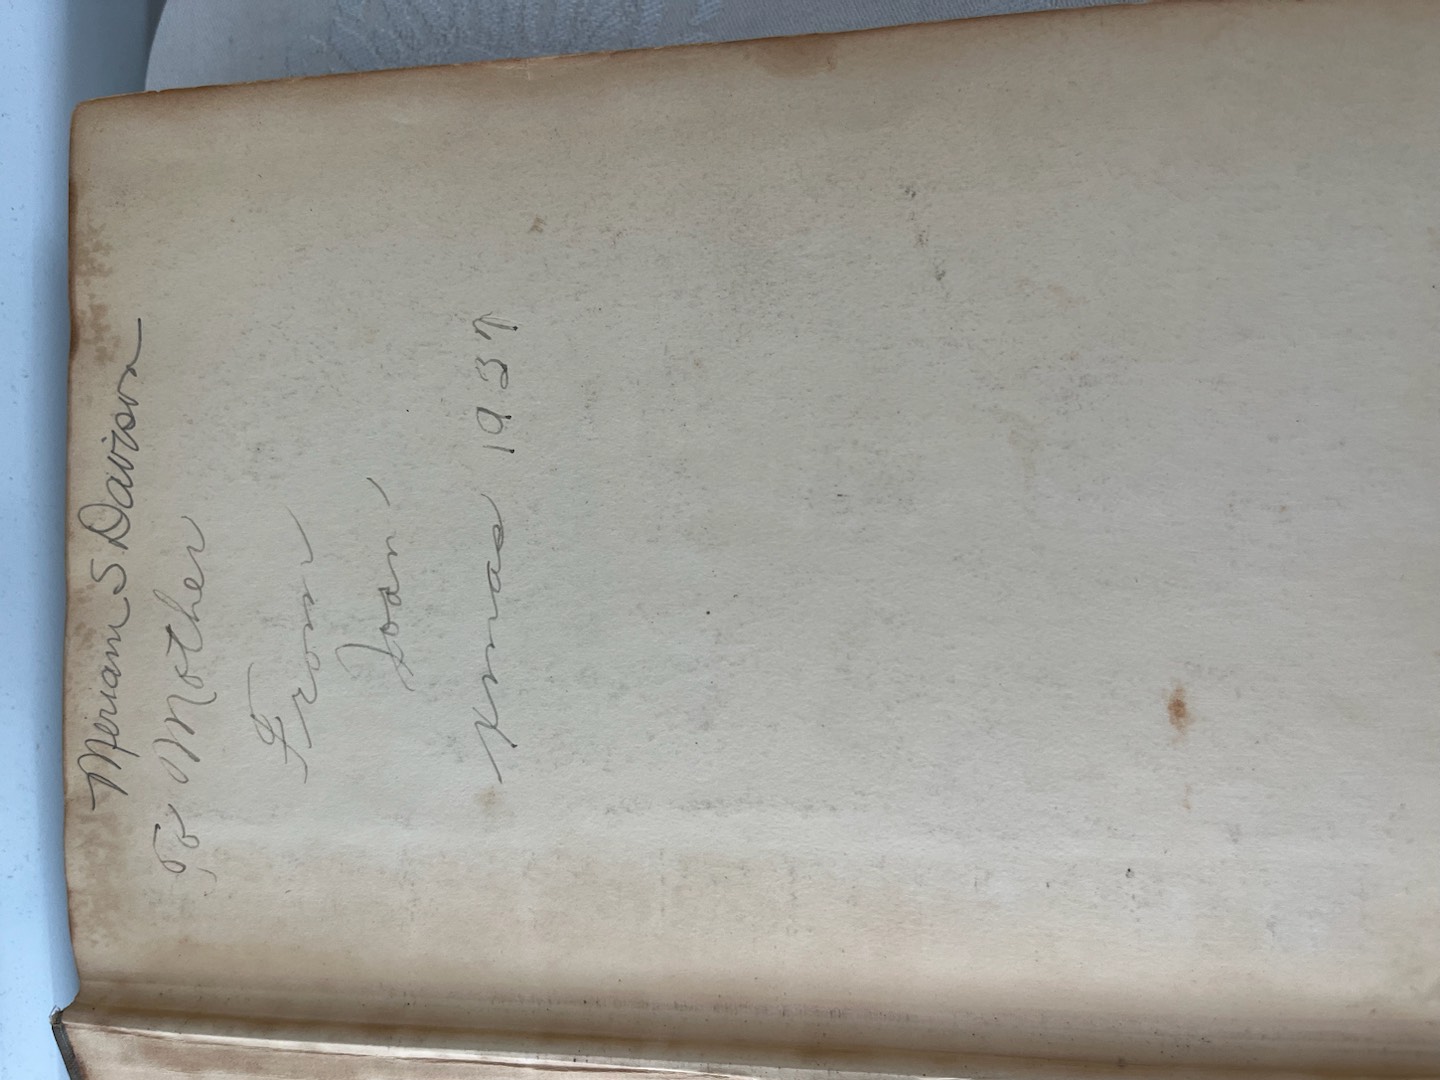 Meriam S Davison
To Mother
From
Joan
Xmas 1937